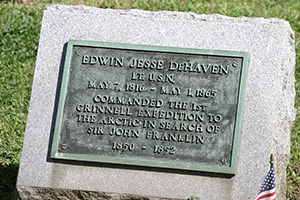 EDWIN JESSE DEHAVEN
LT. U.S.N.
MAY 7, 1816 - MAY 1, 1865
COMMANDED THE 1ST
GRINNELL EXPEDITION TO
THE ARCTIC IN SEARCH OF
SIR JOHN FRANKLIN
1850 - 1852